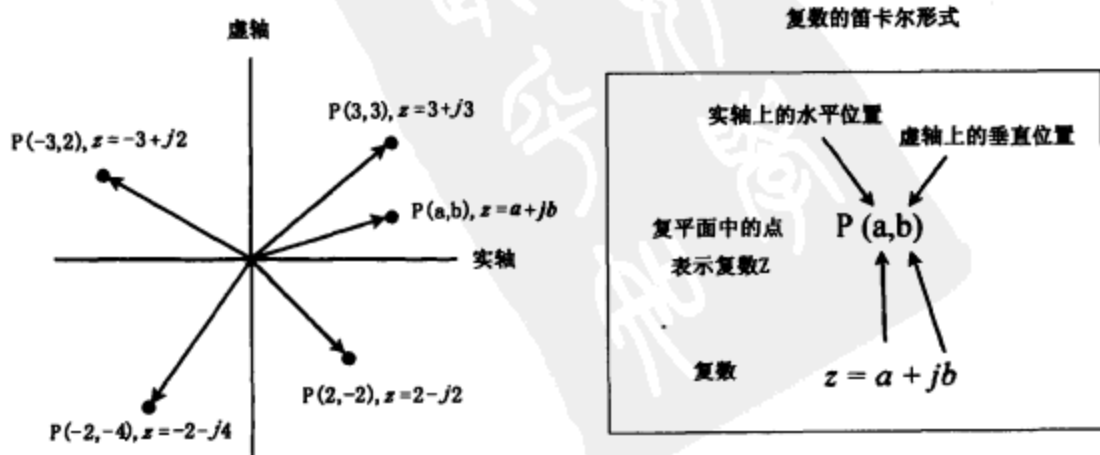 虚轴
P(3,3), z=3+j3
P(-3,2), z=-3+j2
P(a,b), z=a+jb
实轴
P(2,-2), z=2-j2
P(-2,-4), z=-2-j4
复数的笛卡尔形式
实轴上的水平位置
虚轴上的垂直位置
复平面中的点
表示复数Z
P (a,b)
复数
z = a + jb